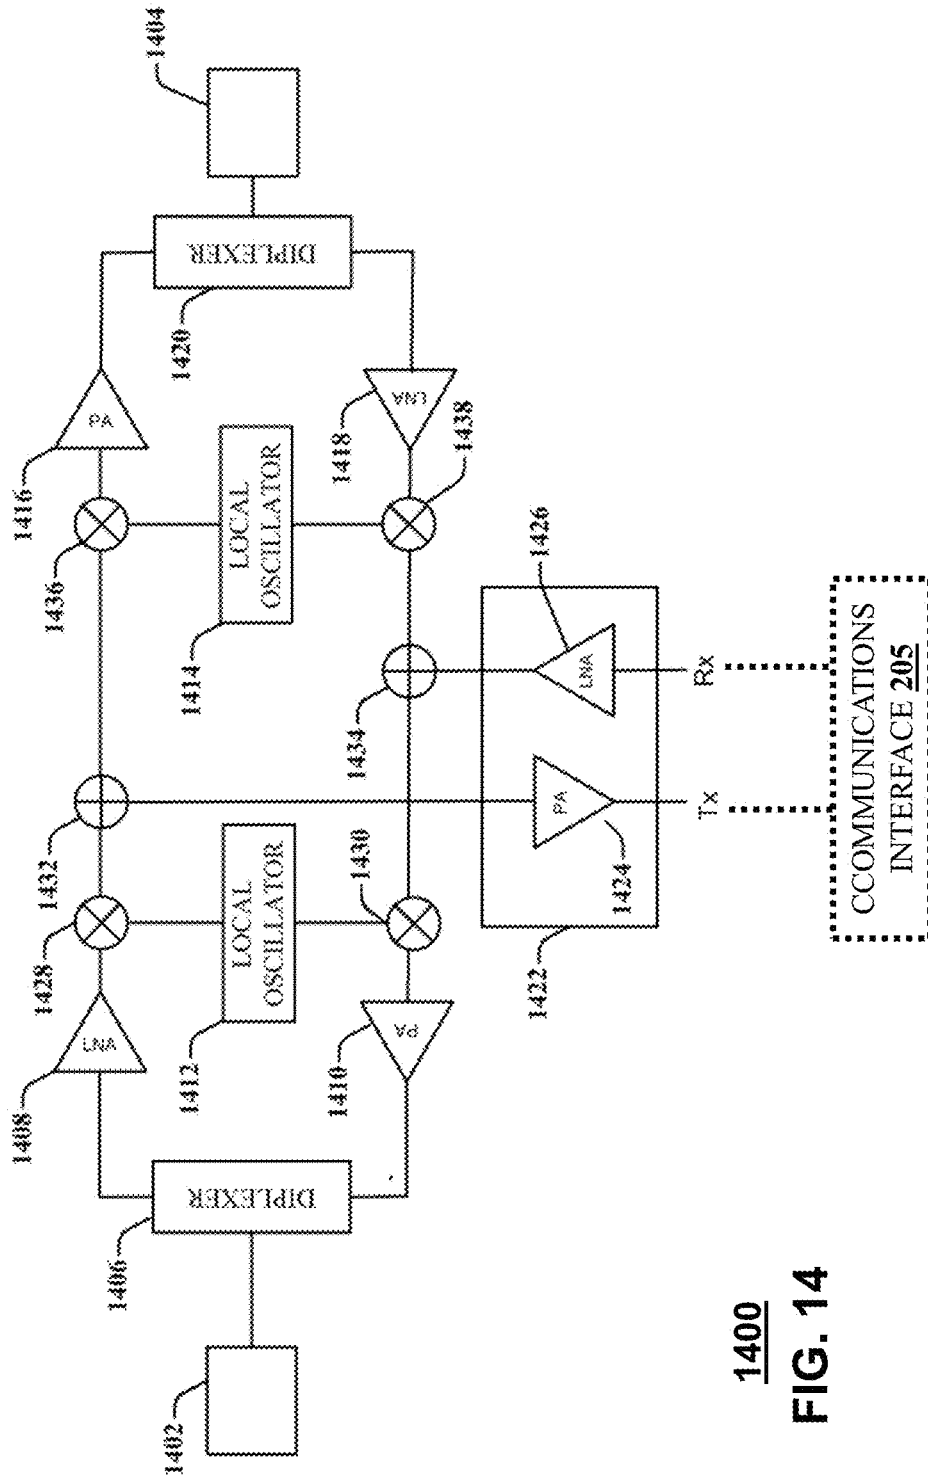 1404
DIPLEXER
1420
1416
PA
1418
LNA
1438
1436
LOCAL
OSCILLATOR
1414
1434
1426
LNA
Rx
1432
1428
LOCAL
OSCILLATOR
1412
1430
PA
1424
Tx
1422
CCOMMUNICATIONS
INTERFACE 205
1408
LNA
1410
PA
DIPLEXER
1406
1402
1400
FIG. 14